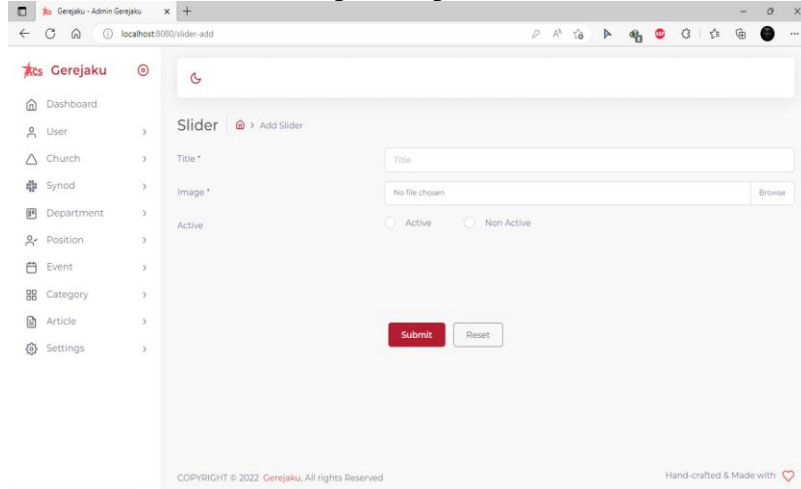 Gerejaku - Admin Gerejaku
localhost:8080/slider-add
ACS Gerejaku
Dashboard
User
Church
Synod
Department
Position
Event
Category
Article
Settings
Slider > Add Slider
Title * Title
Image * No file chosen Browse
Active Active Non Active
Submit Reset
COPYRIGHT © 2022 Gerejaku, All rights Reserved Hand-crafted & Made with